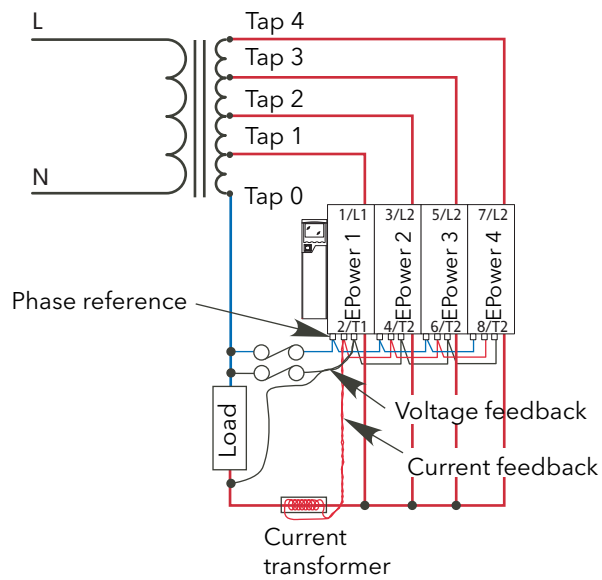 L
Tap 4
Tap 3
Tap 2
Tap 1
N
Tap 0
1/L1
3/L2
5/L2
7/L2
EPower 1
EPower 2
EPower 3
EPower 4
Phase reference
2/T1
4/T2
6/T2
8/T2
Voltage feedback
Load
Current feedback
Current
transformer